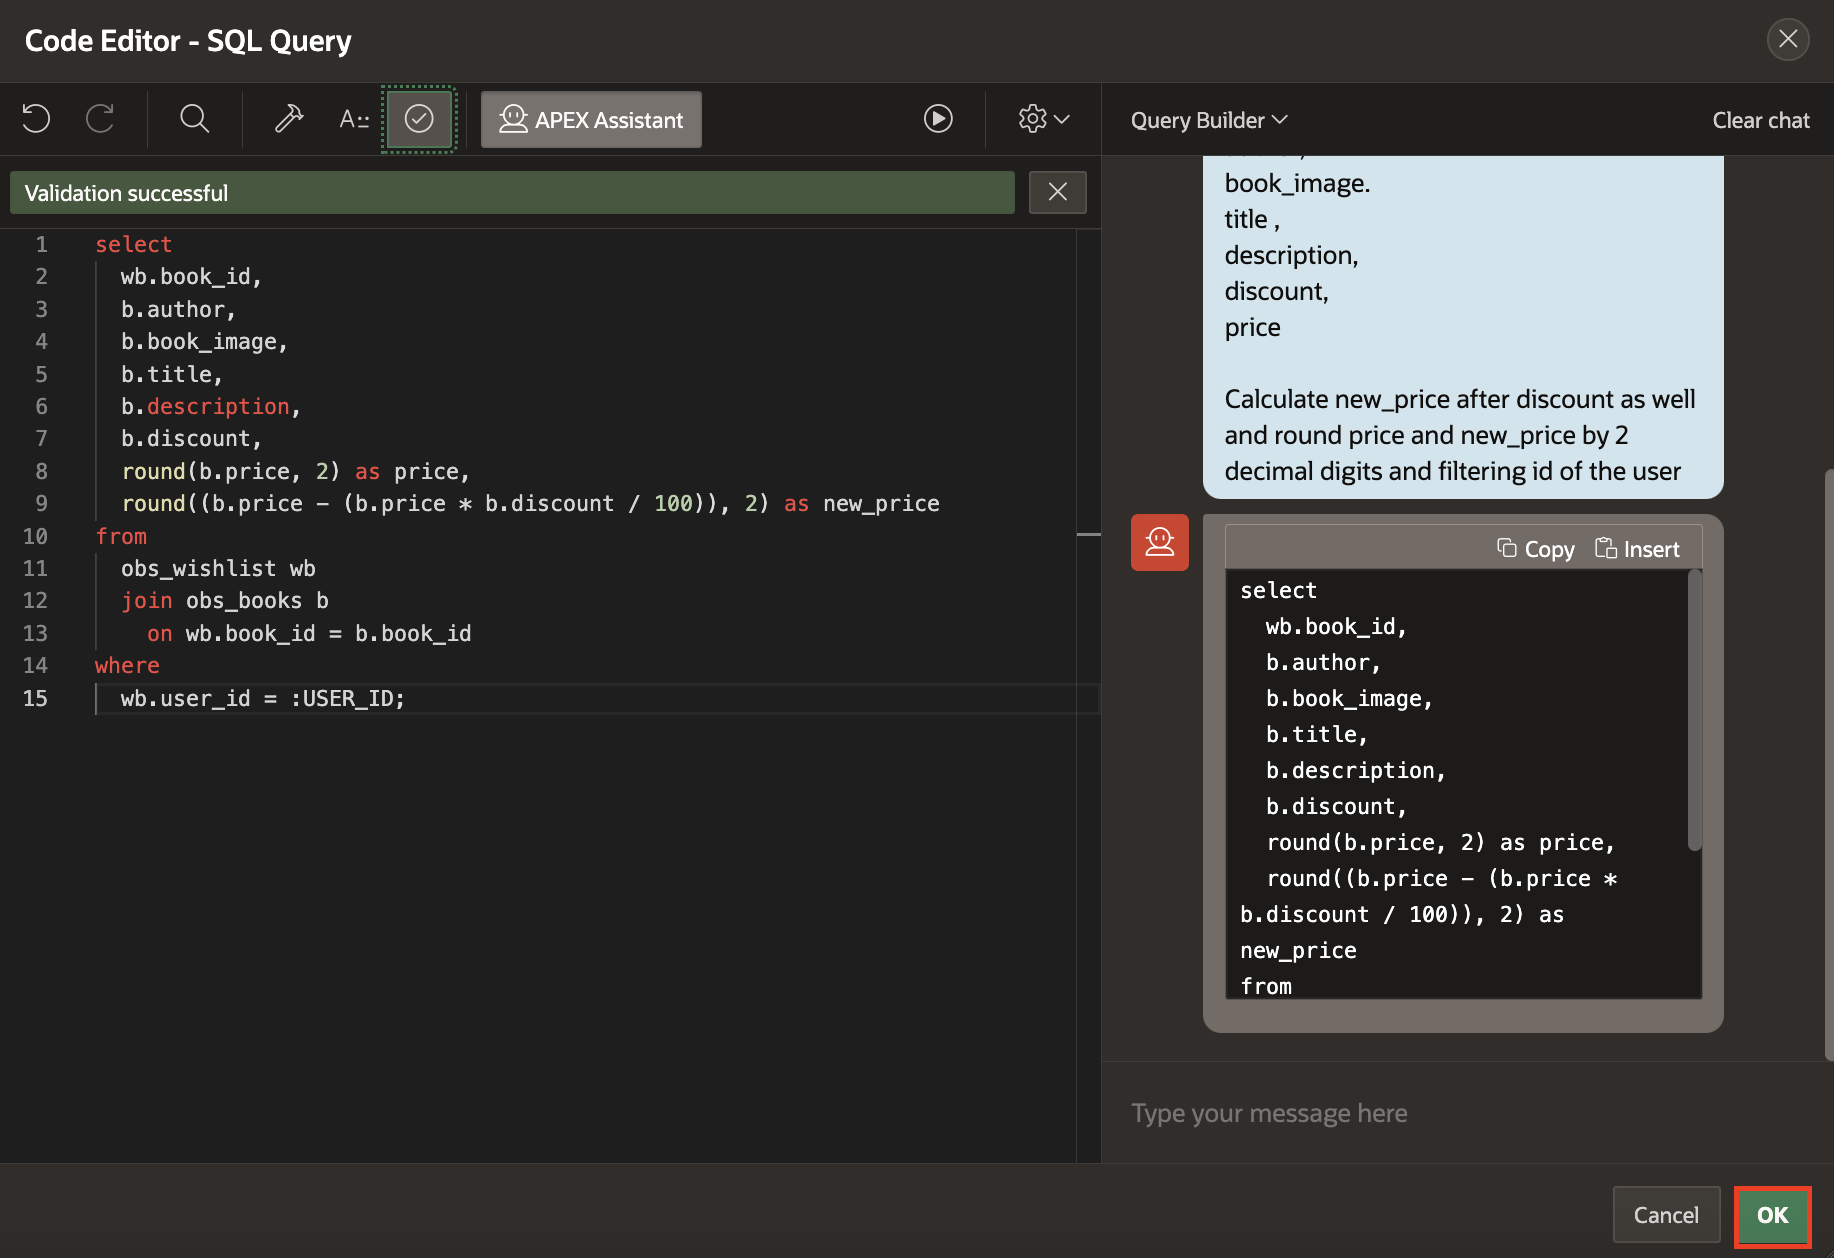 Code Editor - SQL Query
A::
APEX Assistant
Query Builder
Clear chat
Validation successful
1 select
2 wb.book_id,
3 b.author,
4 b.book_image,
5 b.title,
6 b.description,
7 b.discount,
8 round(b.price, 2) as price,
9 round((b.price - (b.price * b.discount / 100)), 2) as new_price
10 from
11 obs_wishlist wb
12 join obs_books b
13 on wb.book_id = b.book_id
14 where
15 wb.user_id = :USER_ID;
book_image.
title ,
description,
discount,
price
Calculate new_price after discount as well
and round price and new_price by 2
decimal digits and filtering id of the user
Copy
Insert
select
wb.book_id,
b.author,
b.book_image,
b.title,
b.description,
b.discount,
round(b.price, 2) as price,
round((b.price - (b.price *
b.discount / 100)), 2) as
new_price
from
Type your message here
Cancel
OK